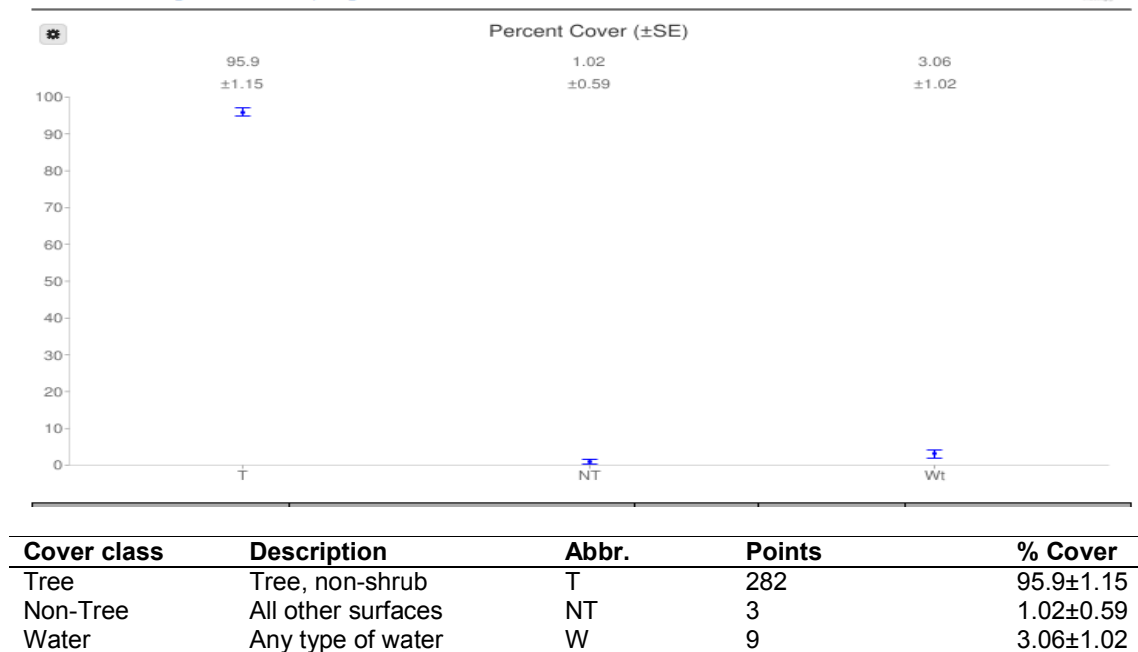 Percent Cover (±SE)
95.9 1.02 3.06
±1.15 ±0.59 ±1.02
100
90
80
70
60
50
40
30
20
10
0
T NT Wt
Cover class Description Abbr. Points % Cover
Tree Tree, non-shrub T 282 95.9±1.15
Non-Tree All other surfaces NT 3 1.02±0.59
Water Any type of water W 9 3.06±1.02